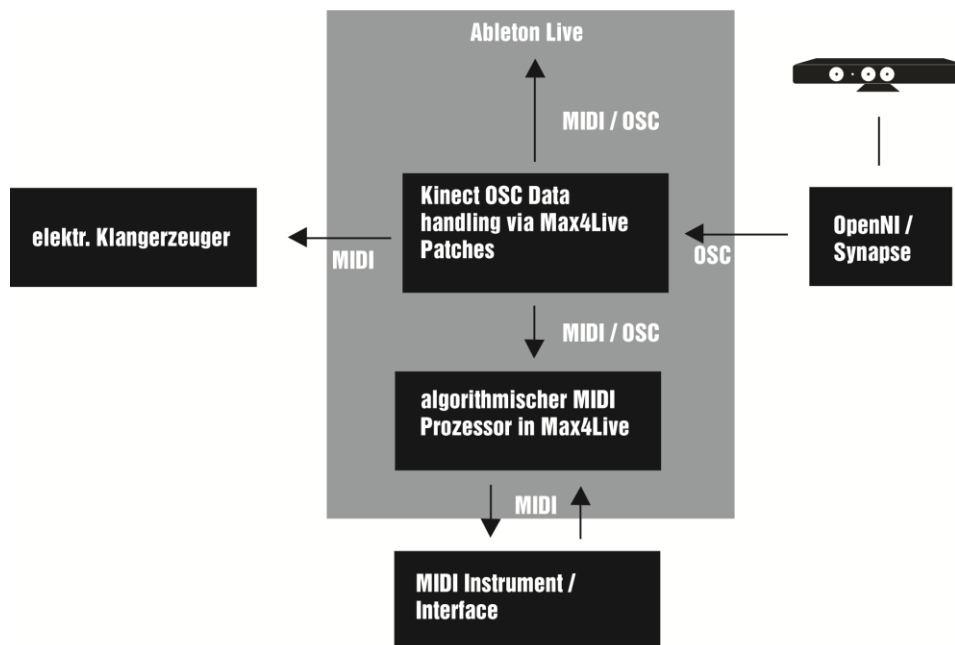 Ableton Live
MIDI / OSC
Kinect OSC Data
handling via Max4Live
Patches
elektr. Klangerzeuger
MIDI
OSC
OpenNI /
Synapse
MIDI / OSC
algorithmischer MIDI
Prozessor in Max4Live
MIDI
MIDI Instrument /
Interface